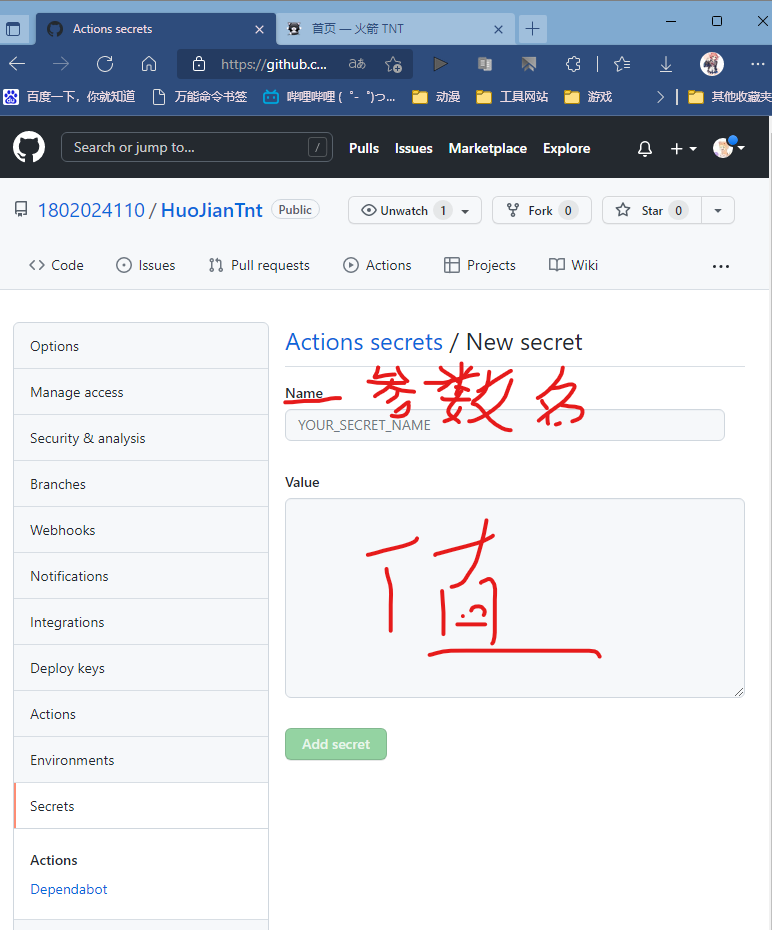 Actions secrets
首页 — 火箭 TNT
https://github.c...
aあ
百度一下，你就知道
万能命令书签
哔哩哔哩 (゜-゜)つ...
动漫
工具网站
游戏
其他收藏夹
Search or jump to...
/
Pulls
Issues
Marketplace
Explore
1802024110 / HuoJianTnt
Public
Unwatch 1
Fork 0
Star 0
Code
Issues
Pull requests
Actions
Projects
Wiki
Options
Manage access
Security & analysis
Branches
Webhooks
Notifications
Integrations
Deploy keys
Actions
Environments
Secrets
Actions
Dependabot
Actions secrets / New secret
Name
参数名
YOUR_SECRET_NAME
Value
值
Add secret